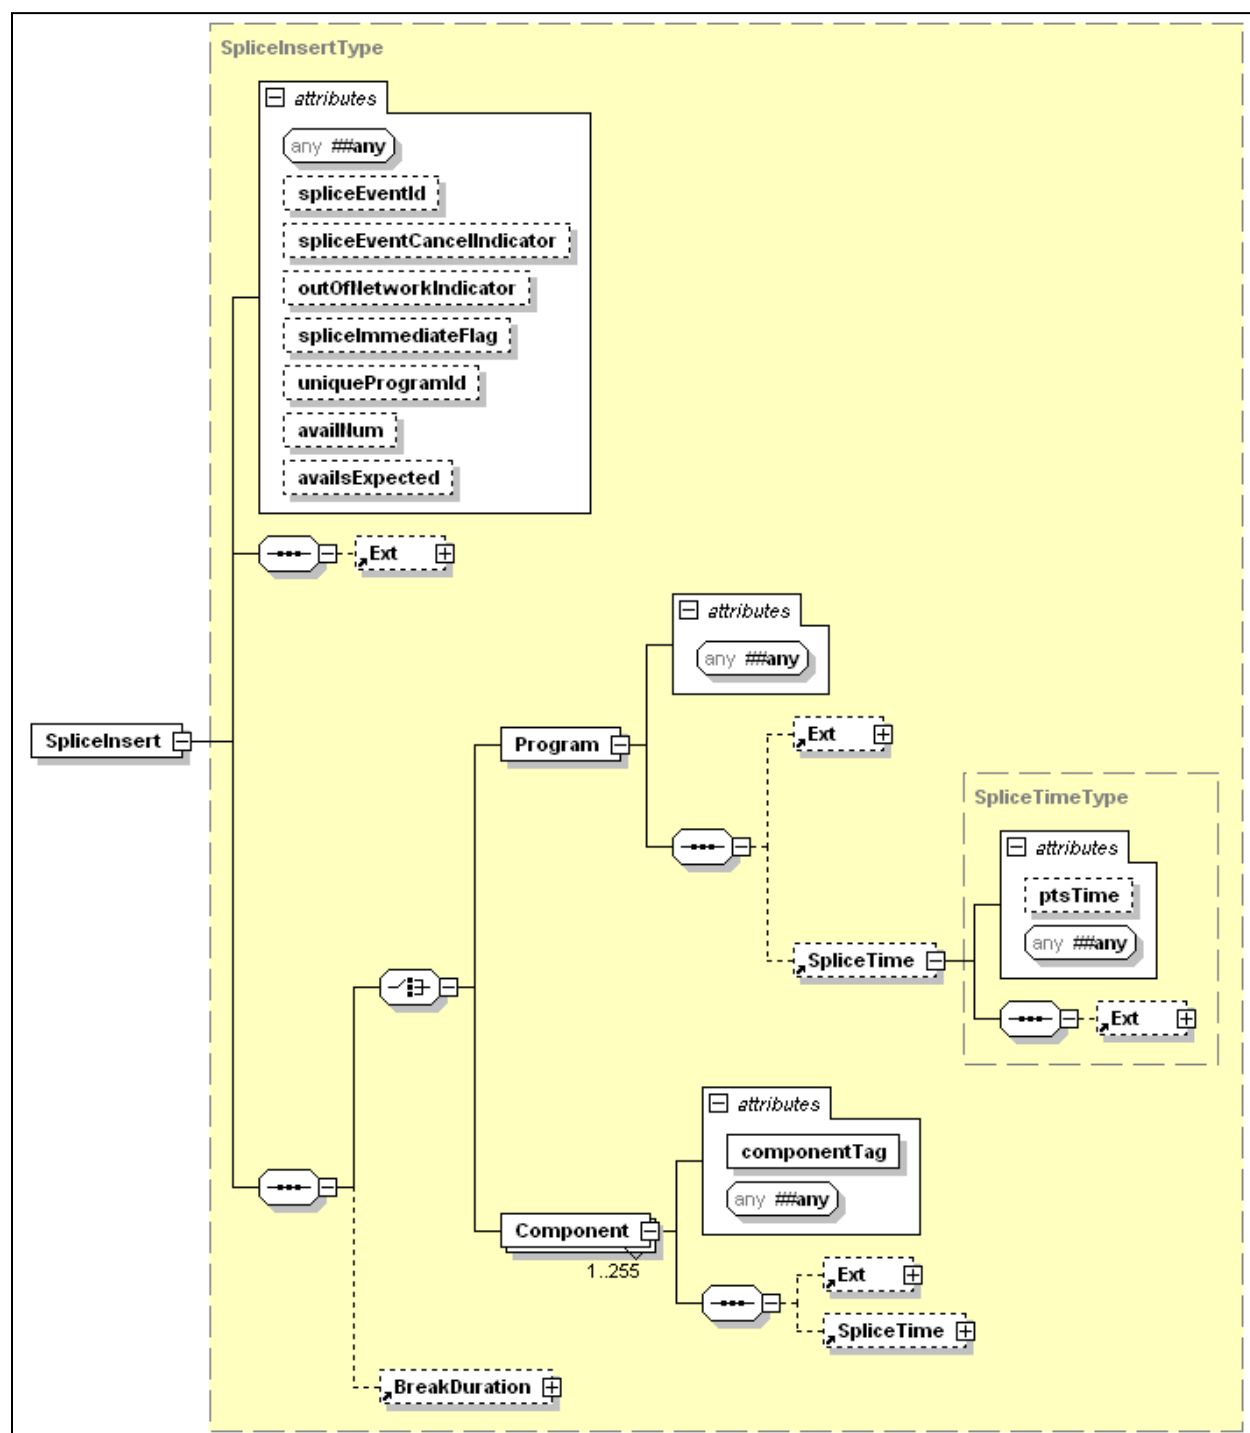 SpliceInsertType
attributes
any ##any
spliceEventId
spliceEventCancelIndicator
outOfNetworkIndicator
spliceImmediateFlag
uniqueProgramId
availNum
availsExpected
Ext
attributes
any ##any
SpliceInsert
Program
Ext
SpliceTimeType
attributes
ptsTime
any ##any
SpliceTime
Ext
attributes
componentTag
any ##any
Component
1..255
Ext
SpliceTime
BreakDuration